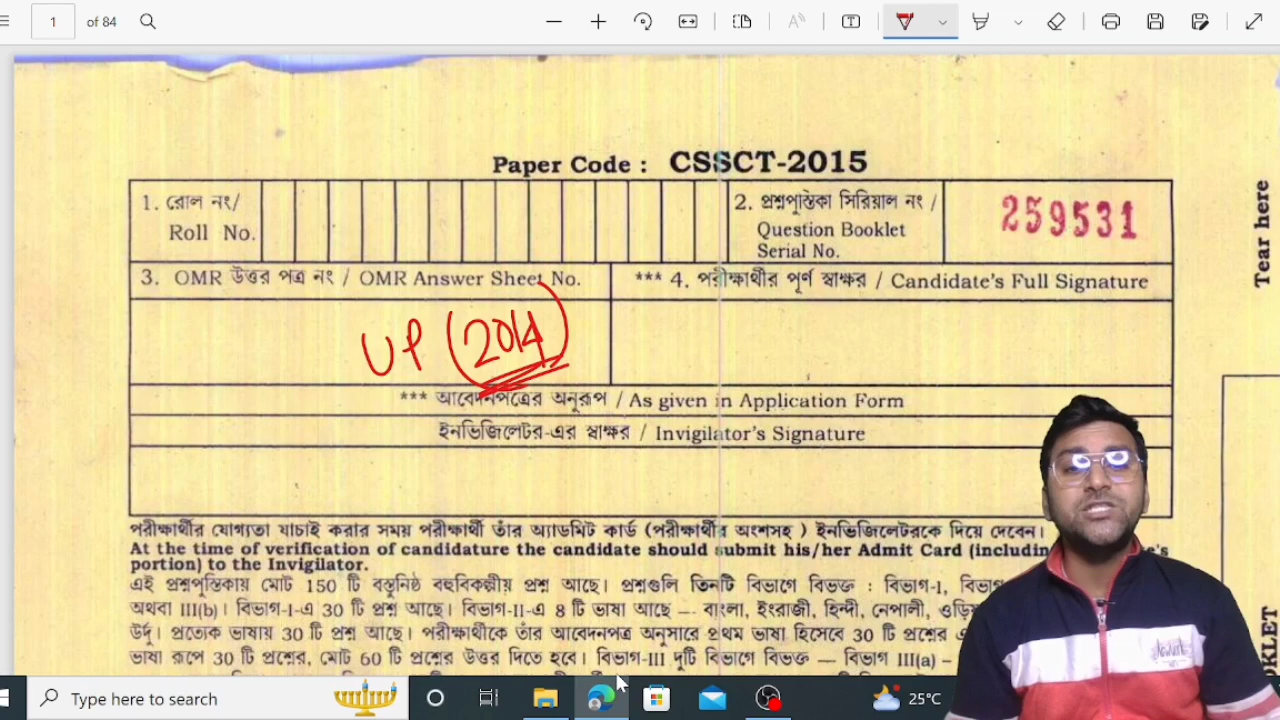 1 of 84
Paper Code : CSSCT-2015
1. রোল নং/
Roll No.
2. প্রশ্নপুস্তিকা সিরিয়াল নং /
Question Booklet
Serial No.
259531
Tear here
3. OMR উত্তর পত্র নং / OMR Answer Sheet No.
*** 4. পরীক্ষার্থীর পূর্ণ স্বাক্ষর / Candidate's Full Signature
UP (2014)
*** আবেদনপত্রের অনুরূপ / As given in Application Form
ইনভিজিলেটর-এর স্বাক্ষর / Invigilator's Signature
পরীক্ষার্থীর যোগ্যতা যাচাই করার সময় পরীক্ষার্থী তাঁর অ্যাডমিট কার্ড (পরীক্ষার্থীর অংশসহ ) ইনভিজিলেটরকে দিয়ে দেবেন।
At the time of verification of candidature the candidate should submit his/her Admit Card (includin
portion) to the Invigilator.
এই প্রশ্নপুস্তিকায় মোট 150 টি বস্তুনিষ্ঠ বহুবিকল্পীয় প্রশ্ন আছে। প্রশ্নগুলি তিনটি বিভাগে বিভক্ত : বিভাগ-I,
অথবা III(b)। বিভাগ-I-এ 30 টি প্রশ্ন আছে। বিভাগ-II-এ 8 টি ভাষা আছে — বাংলা, ইংরাজী, হিন্দী, নেপালী,
উর্দু। প্রত্যেক ভাষায় 30 টি প্রশ্ন আছে। পরীক্ষার্থীকে তাঁর আবেদনপত্র অনুসারে প্রথম ভাষা হিসেবে 30 টি প্রশ্নের
ভাষা রূপে 30 টি প্রশ্নের, মোট 60 টি প্রশ্নের উত্তর দিতে হবে। বিভাগ-III দুটি বিভাগে বিভক্ত — বিভাগ III(a) –
Type here to search
25°C